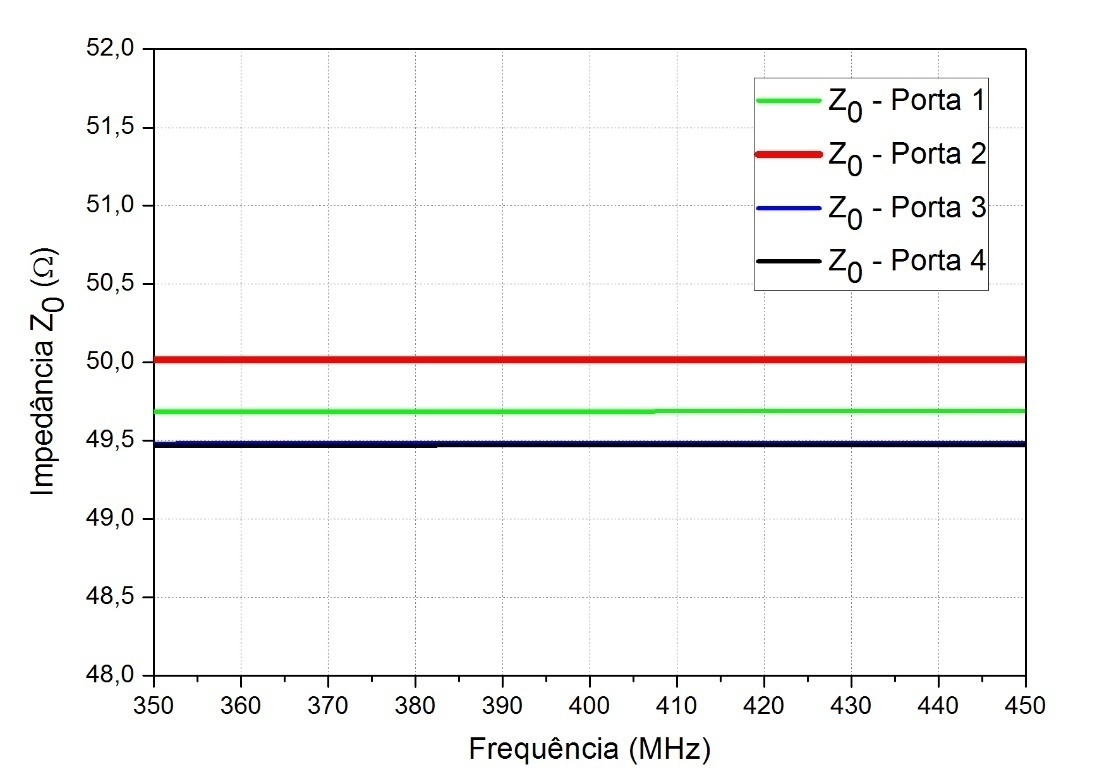 52,0
51,5
51,0
50,5
50,0
49,5
49,0
48,5
48,0
Impedância Z0 (Ω)
Z0 - Porta 1
Z0 - Porta 2
Z0 - Porta 3
Z0 - Porta 4
350 360 370 380 390 400 410 420 430 440 450
Frequência (MHz)